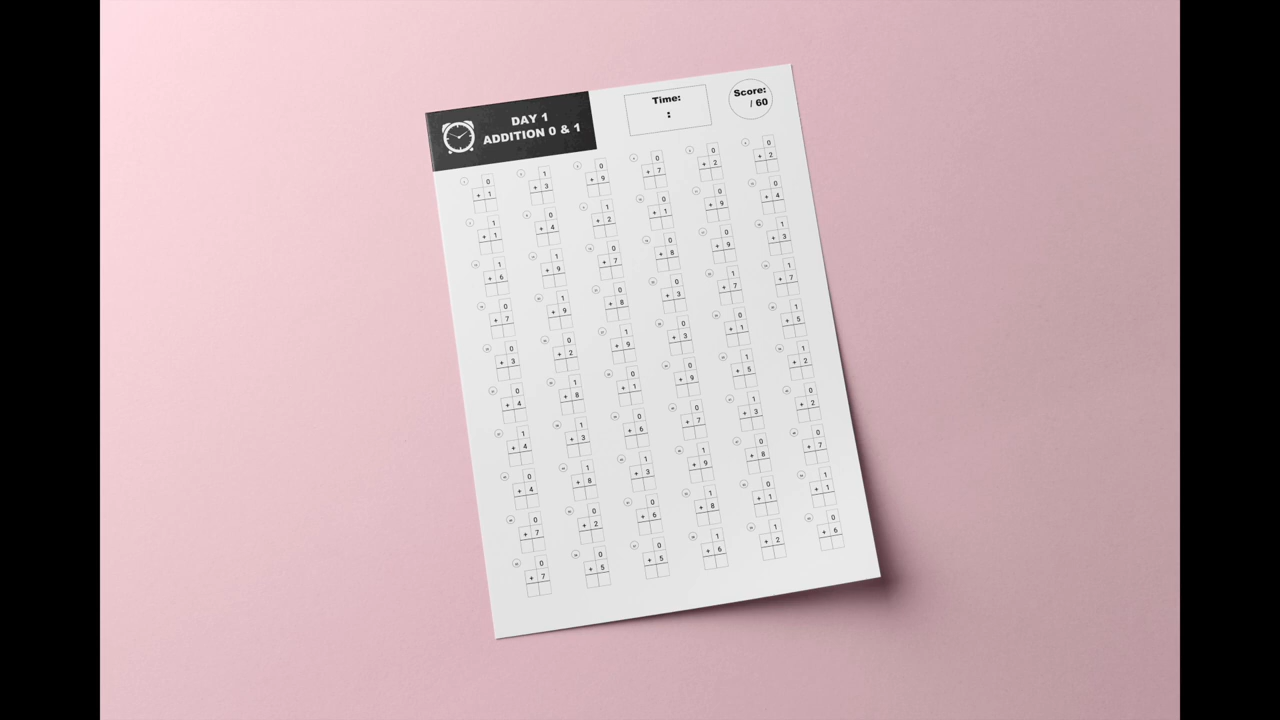 DAY 1
ADDITION 0 & 1
Time:
:
Score:
/ 60
0 1 0 0 0 0
+ 1 + 3 + 9 + 7 + 2 + 2
1 0 1 0 0 0
+ 1 + 4 + 2 + 1 + 9 + 4
1 1 0 0 0 1
+ 6 + 9 + 7 + 8 + 9 + 3
0 1 0 0 1 1
+ 7 + 9 + 8 + 3 + 7 + 7
0 0 1 0 0 1
+ 3 + 2 + 9 + 3 + 1 + 5
0 1 0 0 1 1
+ 4 + 8 + 1 + 9 + 5 + 2
1 1 0 0 1 0
+ 4 + 3 + 6 + 7 + 3 + 2
0 1 1 1 0 0
+ 4 + 8 + 3 + 9 + 8 + 7
0 0 0 1 0 1
+ 7 + 2 + 6 + 8 + 1 + 1
0 0 0 1 1 0
+ 7 + 5 + 5 + 6 + 2 + 6